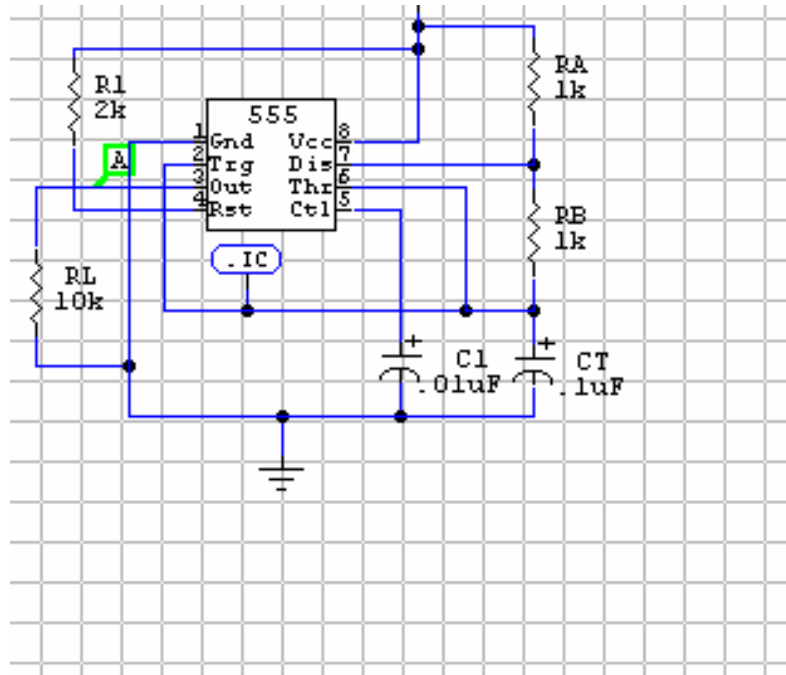 RA
1k
R1
2k
555
1
Gnd
Vcc
8
A
2
Trg
Dis
7
3
Out
Thr
6
4
Rst
Ctl
5
RB
1k
.IC
RL
10k
+
+
C1
.01uF
CT
.1uF